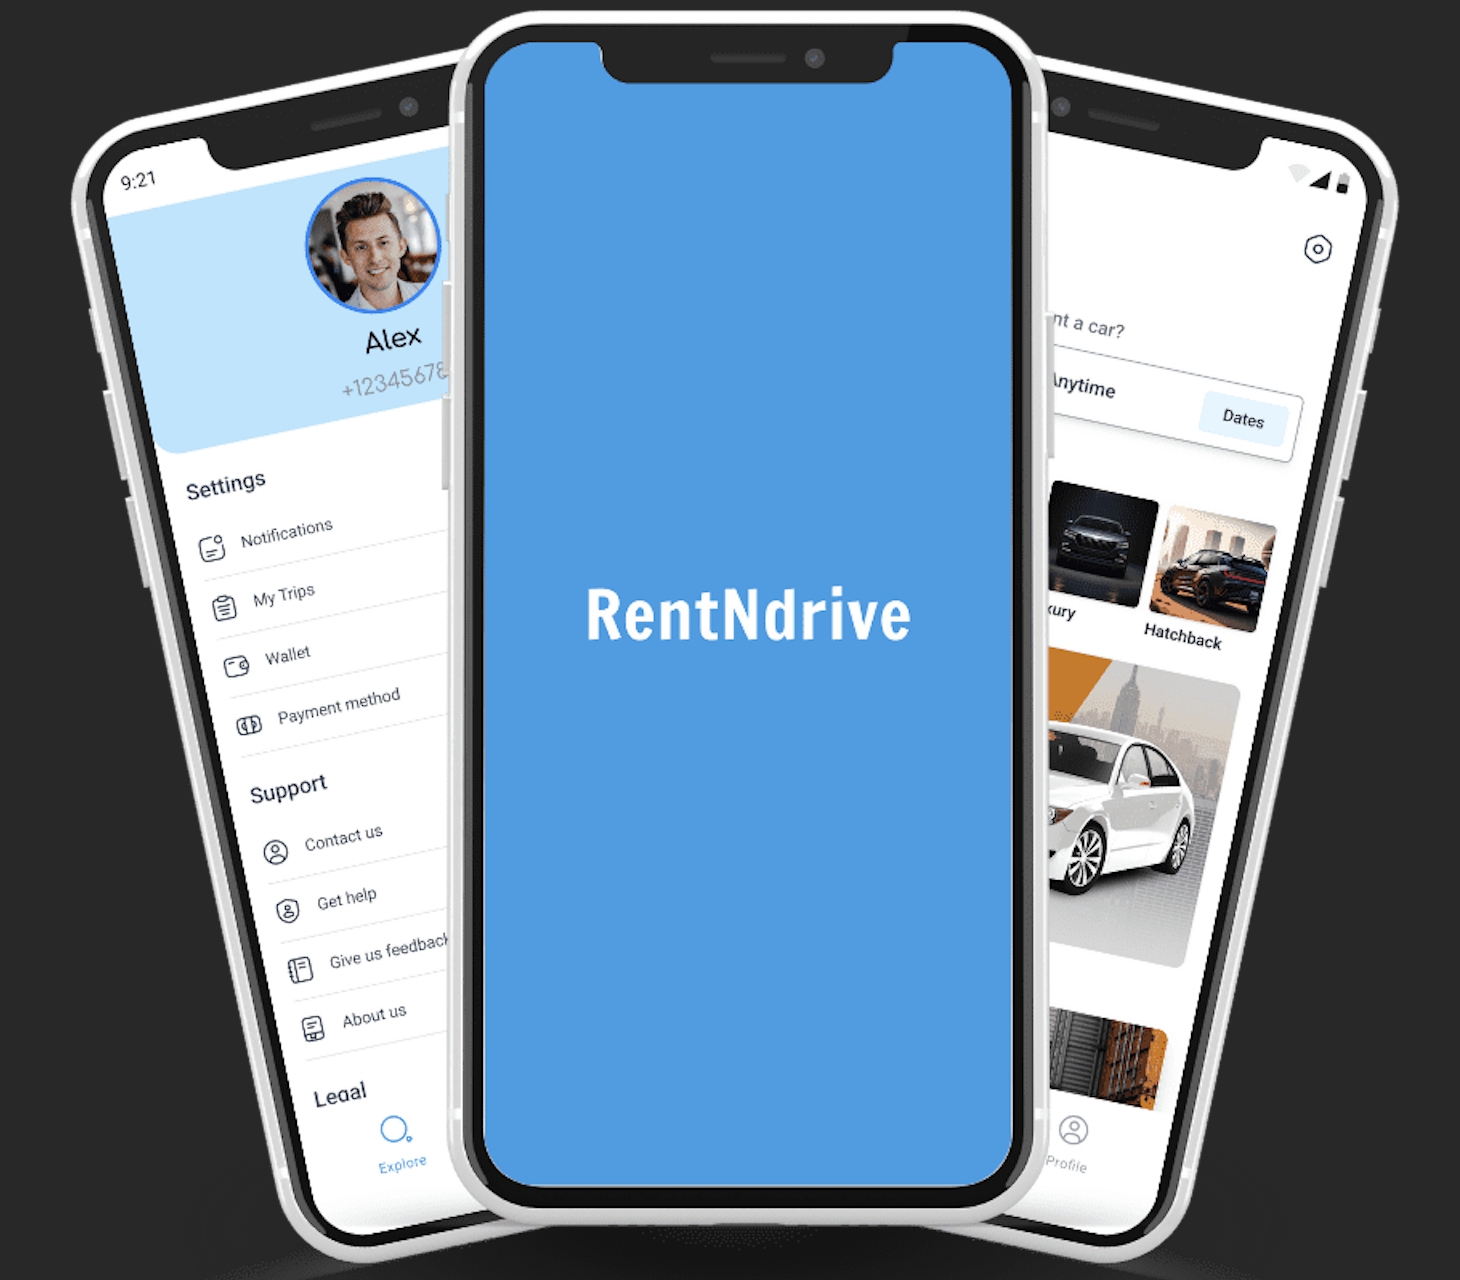 9:21
Alex
+12345678
Settings
Notifications
My Trips
Wallet
Payment method
Support
Contact us
Get help
Give us feedback
About us
Legal
Explore
RentNdrive
nt a car?
Anytime
Dates
xury
Hatchback
Profile